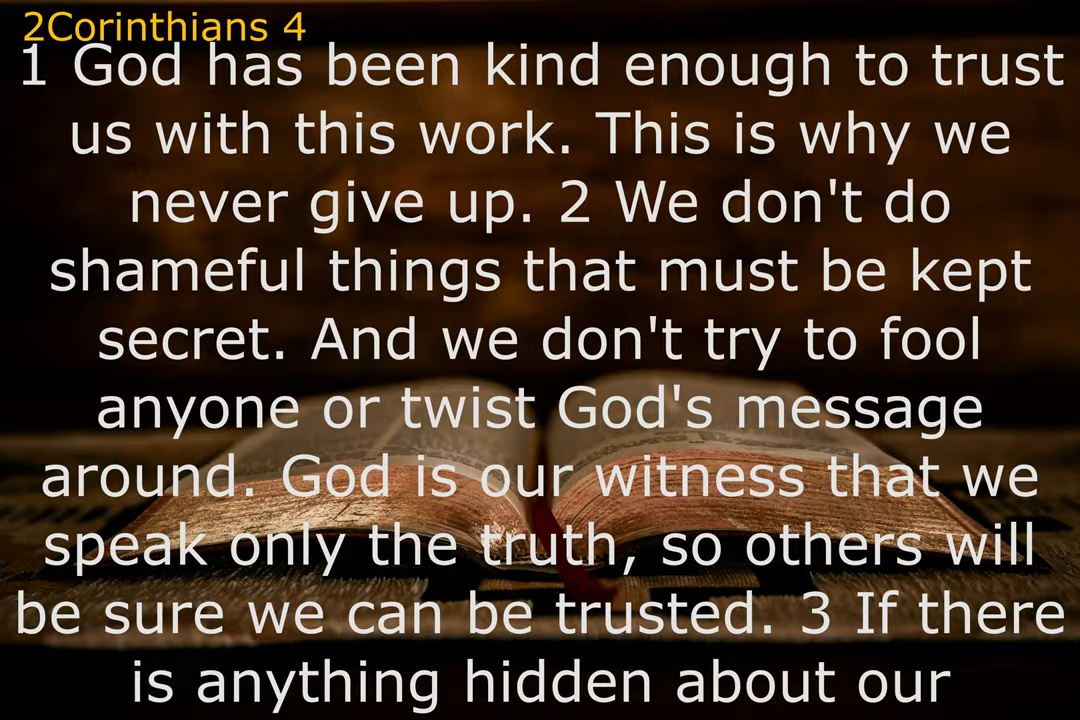 2Corinthians 4
1 God has been kind enough to trust
us with this work. This is why we
never give up. 2 We don't do
shameful things that must be kept
secret. And we don't try to fool
anyone or twist God's message
around. God is our witness that we
speak only the truth, so others will
be sure we can be trusted. 3 If there
is anything hidden about our